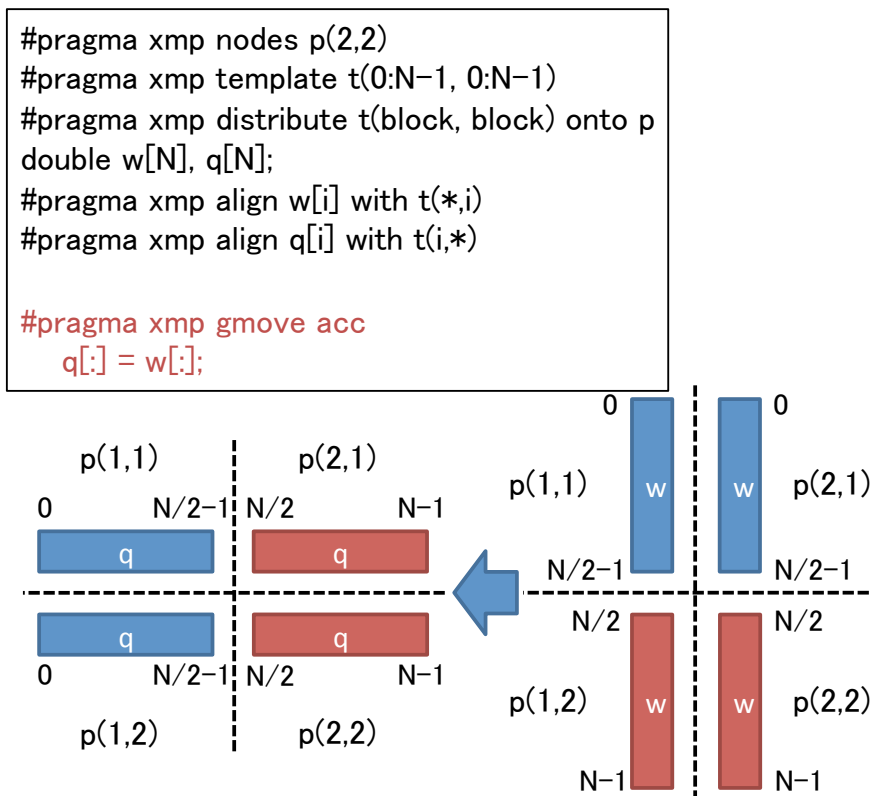 #pragma xmp nodes p(2,2)
#pragma xmp template t(0:N-1, 0:N-1)
#pragma xmp distribute t(block, block) onto p
double w[N], q[N];
#pragma xmp align w[i] with t(*,i)
#pragma xmp align q[i] with t(i,*)
#pragma xmp gmove acc
q[:] = w[:];
p(1,1) p(2,1)
0 N/2-1 N/2 N-1
q q
q q
0 N/2-1 N/2 N-1
p(1,2) p(2,2)
0 0
p(1,1) w w p(2,1)
N/2-1 N/2-1
N/2 N/2
p(1,2) w w p(2,2)
N-1 N-1